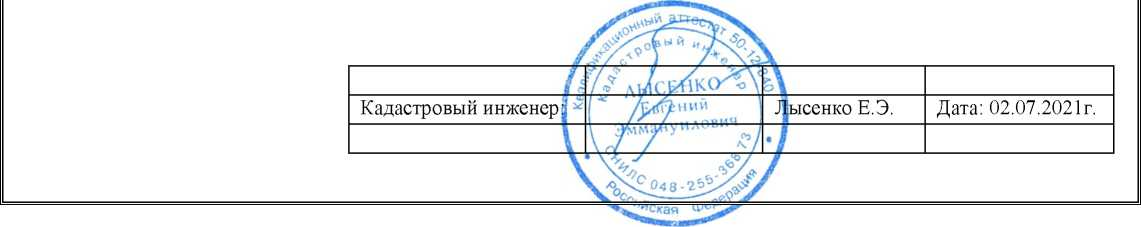 Кадастровый инженер: Лысенко Е.Э. Дата: 02.07.2021г.
Квалификационный аттестат 50-12-840
Кадастровый инженер
ЛЫСЕНКО
Евгений
Эммануилович
СНИЛС 048-255-368 73
Российская Федерация